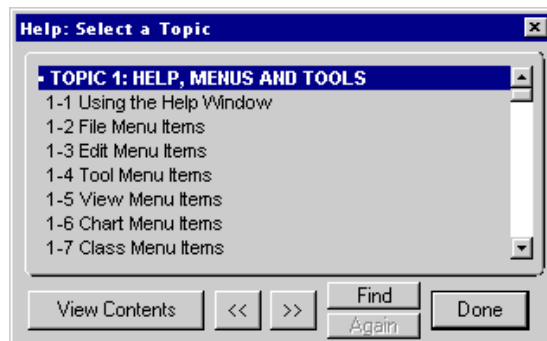 Help: Select a Topic
• TOPIC 1: HELP, MENUS AND TOOLS
1-1 Using the Help Window
1-2 File Menu Items
1-3 Edit Menu Items
1-4 Tool Menu Items
1-5 View Menu Items
1-6 Chart Menu Items
1-7 Class Menu Items
View Contents
<<
>>
Find
Again
Done